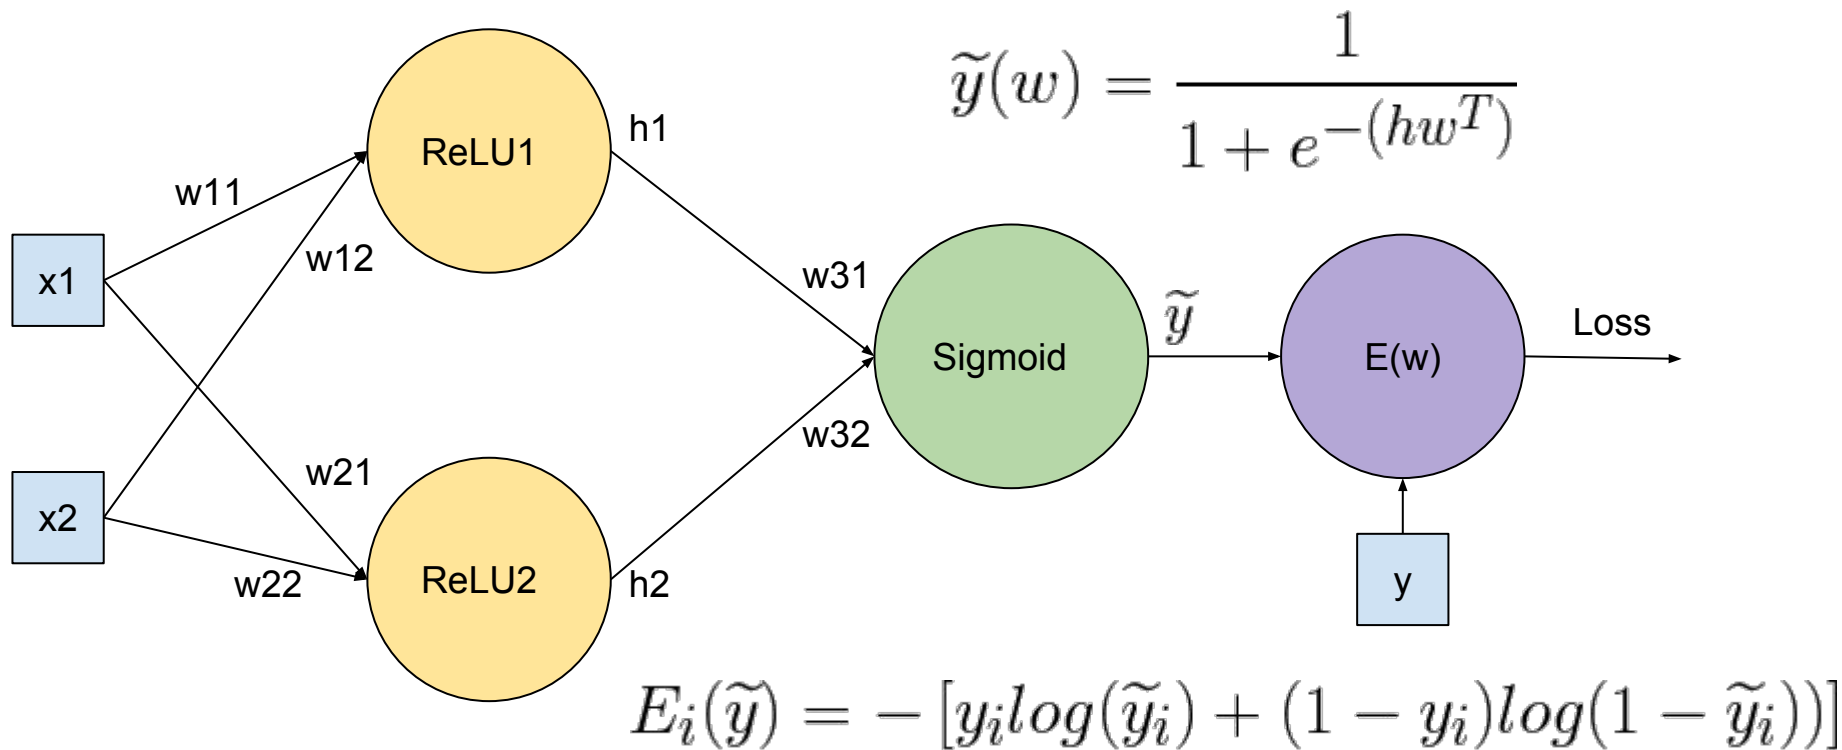 ỹ(w) = 1 / (1 + e^{-(hw^T)})
h1
ReLU1
w11
w12
x1
w31
Sigmoid
ỹ
E(w)
Loss
w32
w21
x2
w22
ReLU2
h2
y
E_i(ỹ) = - [y_i log(ỹ_i) + (1 - y_i)log(1 - ỹ_i))]